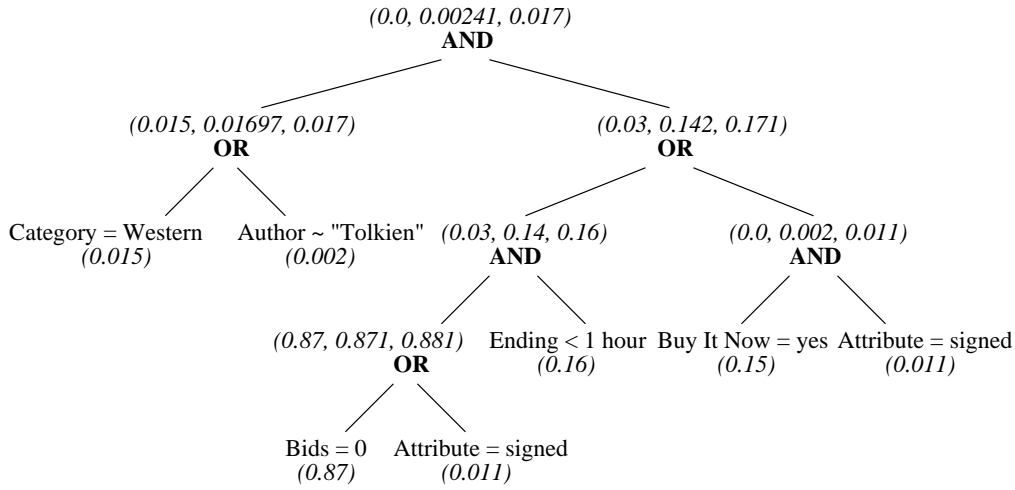 (0.0, 0.00241, 0.017)
AND
(0.015, 0.01697, 0.017)
(0.03, 0.142, 0.171)
OR
OR
Category = Western
Author ~ "Tolkien"
(0.03, 0.14, 0.16)
(0.0, 0.002, 0.011)
(0.015)
(0.002)
AND
AND
(0.87, 0.871, 0.881)
Ending < 1 hour
Buy It Now = yes
Attribute = signed
OR
(0.16)
(0.15)
(0.011)
Bids = 0
Attribute = signed
(0.87)
(0.011)